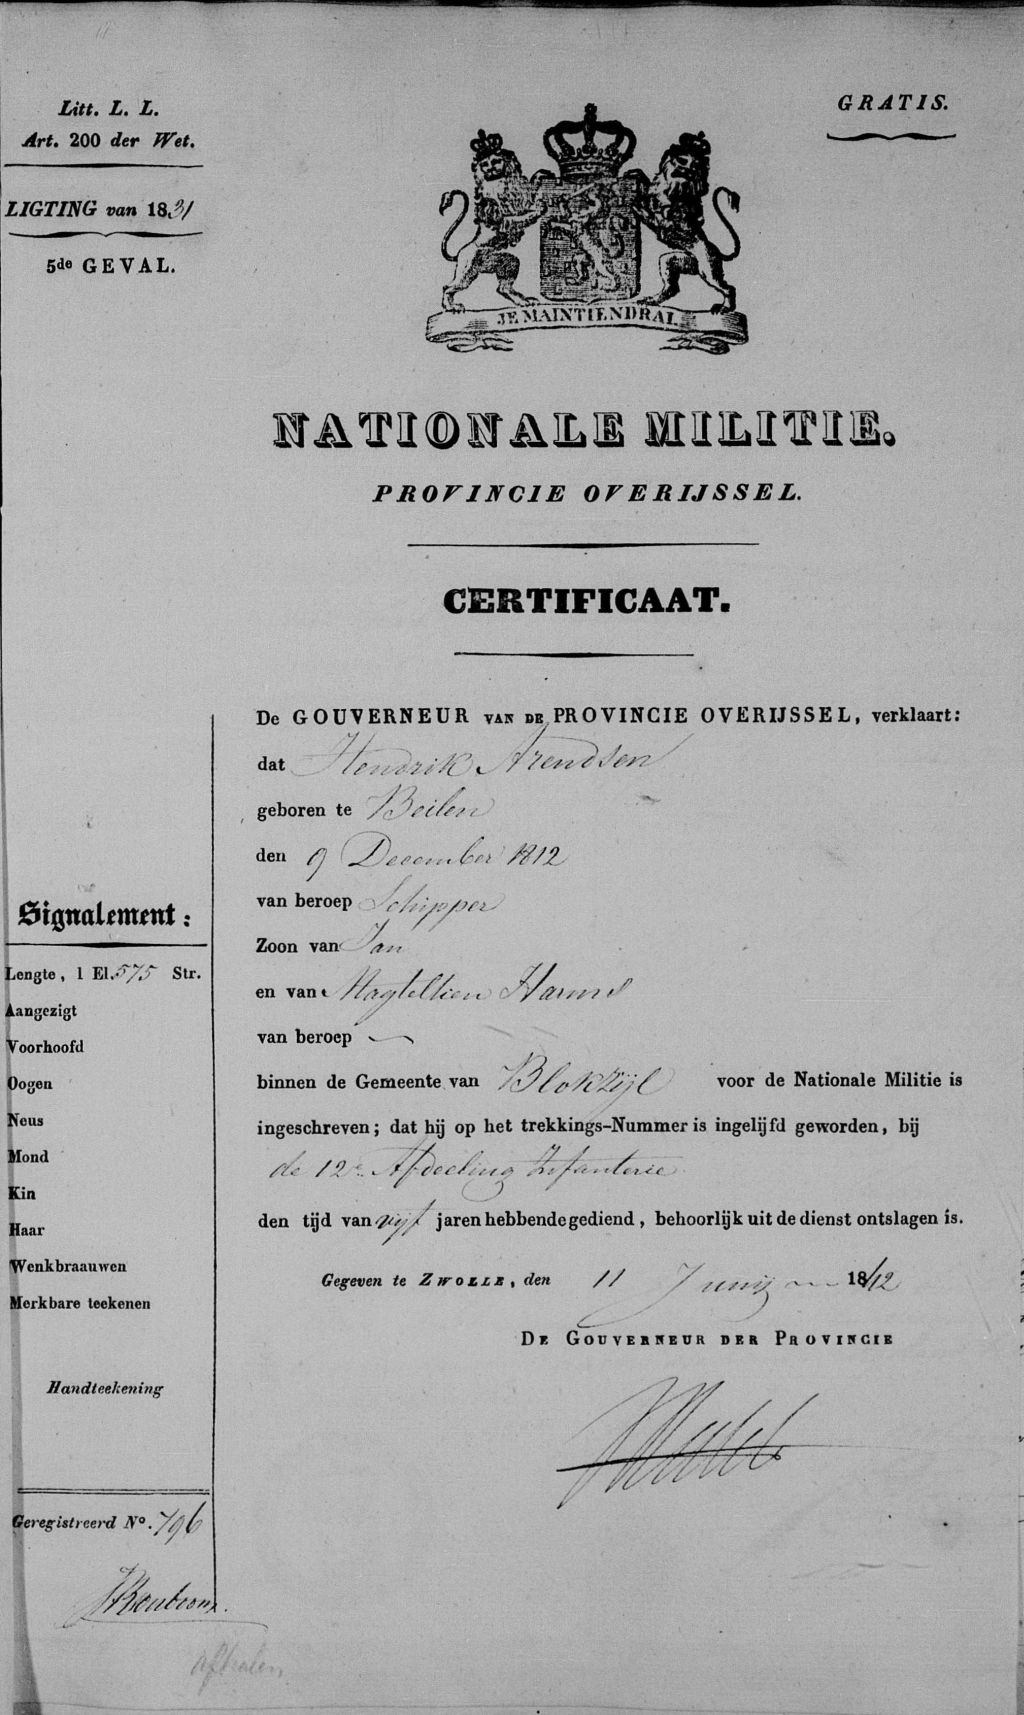 Litt. L. L.
Art. 200 der Wet.
LIGTING van 1831
5de GEVAL.
GRATIS.
JE MAINTIENDRAI
NATIONALE MILITIE.
PROVINCIE OVERIJSSEL.
CERTIFICAAT.
De GOUVERNEUR VAN DE PROVINCIE OVERIJSSEL, verklaart:
dat Hendrik Arendsen
geboren te Beilen
den 9 December 1812
van beroep Schipper
Zoon van Jan
en van Magteltien Harms
van beroep
binnen de Gemeente van Blokzijl voor de Nationale Militie is
ingeschreven; dat hij op het trekkings-Nummer is ingelijfd geworden, bij
de 12e Afdeeling Infanterie
den tijd van vijf jaren hebbende gediend, behoorlijk uit de dienst ontslagen is.
Gegeven te ZWOLLE, den 11 Junij 1842
DE GOUVERNEUR DER PROVINCIE
Signalement:
Lengte, 1 El. 575 Str.
Aangezigt
Voorhoofd
Oogen
Neus
Mond
Kin
Haar
Wenkbraauwen
Merkbare teekenen
Handteekening
Geregistreerd No. 796
afhalen